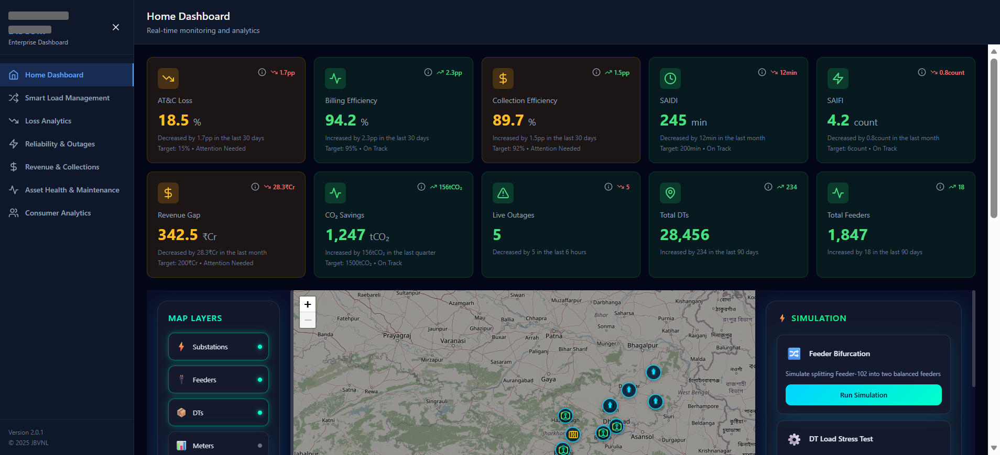 Enterprise Dashboard
Home Dashboard
Smart Load Management
Loss Analytics
Reliability & Outages
Revenue & Collections
Asset Health & Maintenance
Consumer Analytics
Version 2.0.1
© 2025 JBVNL
Home Dashboard
Real-time monitoring and analytics
1.7pp
AT&C Loss
18.5 %
Decreased by 1.7pp in the last 30 days
Target: 15% • Attention Needed
2.3pp
Billing Efficiency
94.2 %
Increased by 2.3pp in the last 30 days
Target: 95% • On Track
1.5pp
Collection Efficiency
89.7 %
Increased by 1.5pp in the last 30 days
Target: 92% • Attention Needed
12min
SAIDI
245 min
Decreased by 12min in the last month
Target: 200min • On Track
0.8count
SAIFI
4.2 count
Decreased by 0.8count in the last month
Target: 6count • On Track
28.3₹Cr
Revenue Gap
342.5 ₹Cr
Decreased by 28.3₹Cr in the last month
Target: 200₹Cr • Attention Needed
156tCO₂
CO₂ Savings
1,247 tCO₂
Increased by 156tCO₂ in the last quarter
Target: 1500tCO₂ • On Track
5
Live Outages
5
Decreased by 5 in the last 6 hours
234
Total DTs
28,456
Increased by 234 in the last 90 days
18
Total Feeders
1,847
Increased by 18 in the last 90 days
MAP LAYERS
Substations
Feeders
DTs
Meters
+
−
Raebareli
Sultanpur
Siwan
Azamgarh
Muzaffarpur
Darbhanga
Kishanganj
বোদা
ঠাকুরগাঁও
Fatehpur
Mau
Ballia
Chhapra
Bihar
Saharsa
Purnia
রংপুর বিভাগ
Banda
Prayagraj
Jaunpur
Ghazipur
Buxar
Arrah
Patna
Sonma
Katihar
Raiganj
দিনাজপুর
Varanasi
Paliganj
Bihar Sharif
Munger
Bhagalpur
Balurghat
Mirzapur
Sasaram
Malda
নওগাঁ
Aurangabad
Gaya
চাঁপাইনবাবগঞ্জ
রাজশাহী
বিভাগ
Satna
Rewa
West Bengal
Singrauli
Berhampore
পাবনা
Katni
Siuri
Beldanga
কুষ্টিয়া
Jharkhand
Asansol
Durgapur
চুয়াডাঙ্গা
Purulia
Krishnanagar
SIMULATION
Feeder Bifurcation
Simulate splitting Feeder-102 into two balanced feeders
Run Simulation
DT Load Stress Test